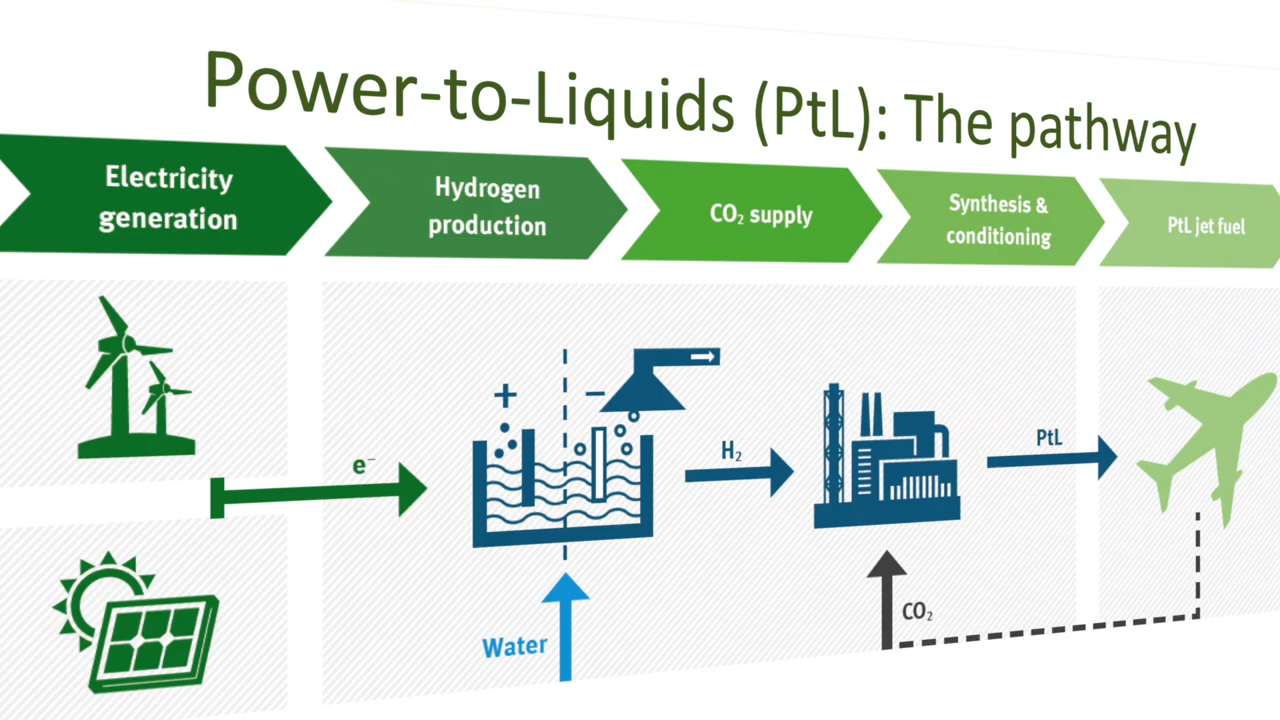 Power-to-Liquids (PtL): The pathway
Electricity
generation
Hydrogen
production
CO₂ supply
Synthesis &
conditioning
PtL jet fuel
+
−
e⁻
H₂
PtL
Water
CO₂